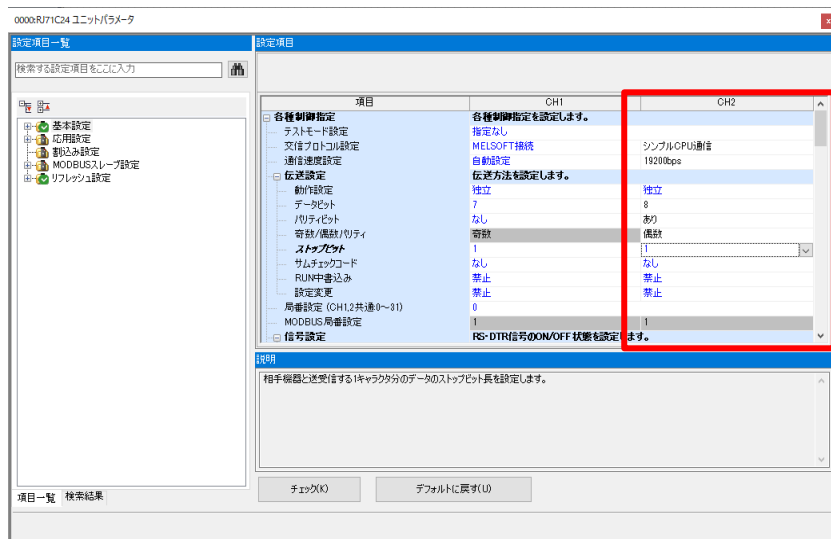 0000:RJ71C24 ユニットパラメータ
設定項目一覧
検索する設定項目をここに入力
基本設定
応用設定
割込み設定
MODBUSスレーブ設定
リフレッシュ設定
項目一覧 検索結果
設定項目
項目 CH1 CH2
各種制御指定 各種制御指定を設定します。
テストモード設定 指定なし
交信プロトコル設定 MELSOFT接続 シンプルCPU通信
通信速度設定 自動設定 19200bps
伝送設定 伝送方法を設定します。
動作設定 独立 独立
データビット 7 8
パリティビット なし あり
奇数/偶数パリティ 奇数 偶数
ストップビット 1 1
サムチェックコード なし なし
RUN中書込み 禁止 禁止
設定変更 禁止 禁止
局番設定 (CH1,2共通:0～31) 0
MODBUS局番設定 1 1
信号設定 RS・DTR信号のON/OFF状態を設定します。
説明
相手機器と送受信する1キャラクタ分のデータのストップビット長を設定します。
チェック(K) デフォルトに戻す(U)